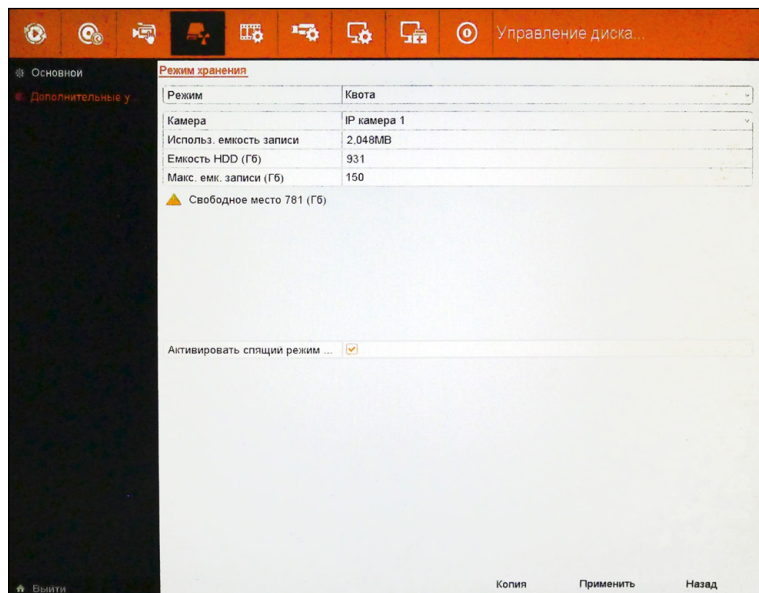 Управление диска...
Основной
Дополнительные у...
Режим хранения
Режим Квота
Камера IP камера 1
Использ. емкость записи 2,048MB
Емкость HDD (Гб) 931
Макс. емк. записи (Гб) 150
Свободное место 781 (Гб)
Активировать спящий режим ...
Выйти Копия Применить Назад